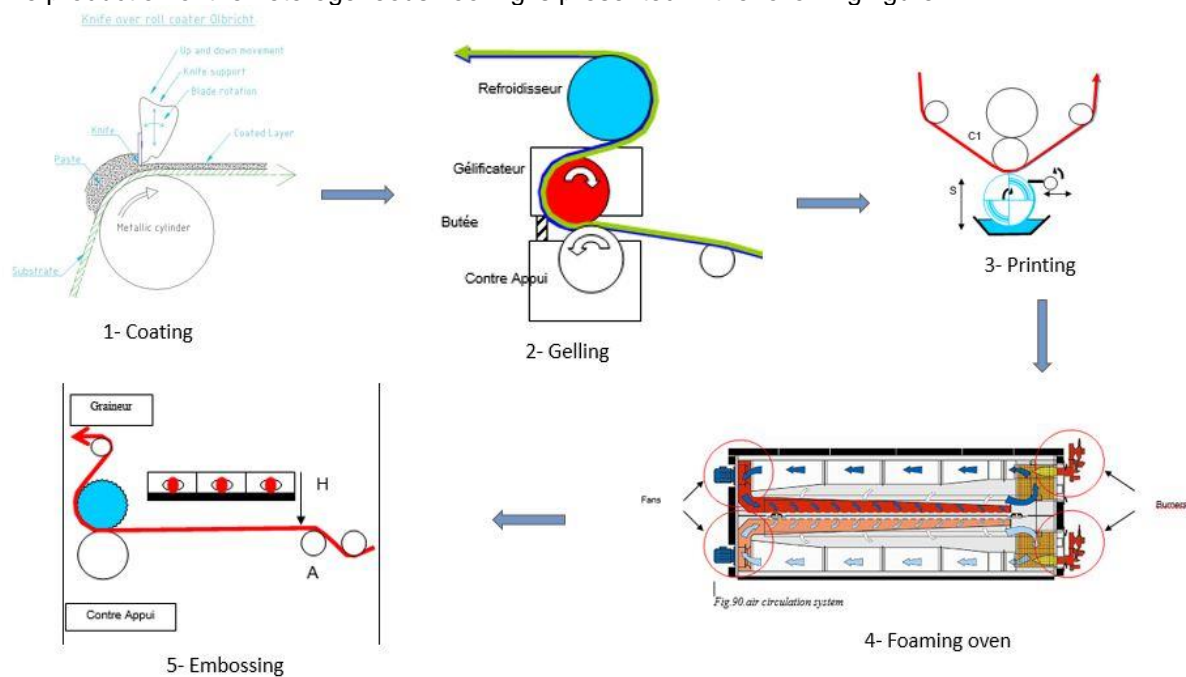 Knife over roll coater Olbricht
Up and down movement
Knife support
Blade rotation
Knife
Coated Layer
Paste
Metallic cylinder
Substrate
1- Coating
Refroidisseur
Gélificateur
Butée
Contre Appui
2- Gelling
C1
S
3- Printing
Graineur
H
A
Contre Appui
5- Embossing
Fans
Burners
Fig.90.air circulation system
4- Foaming oven